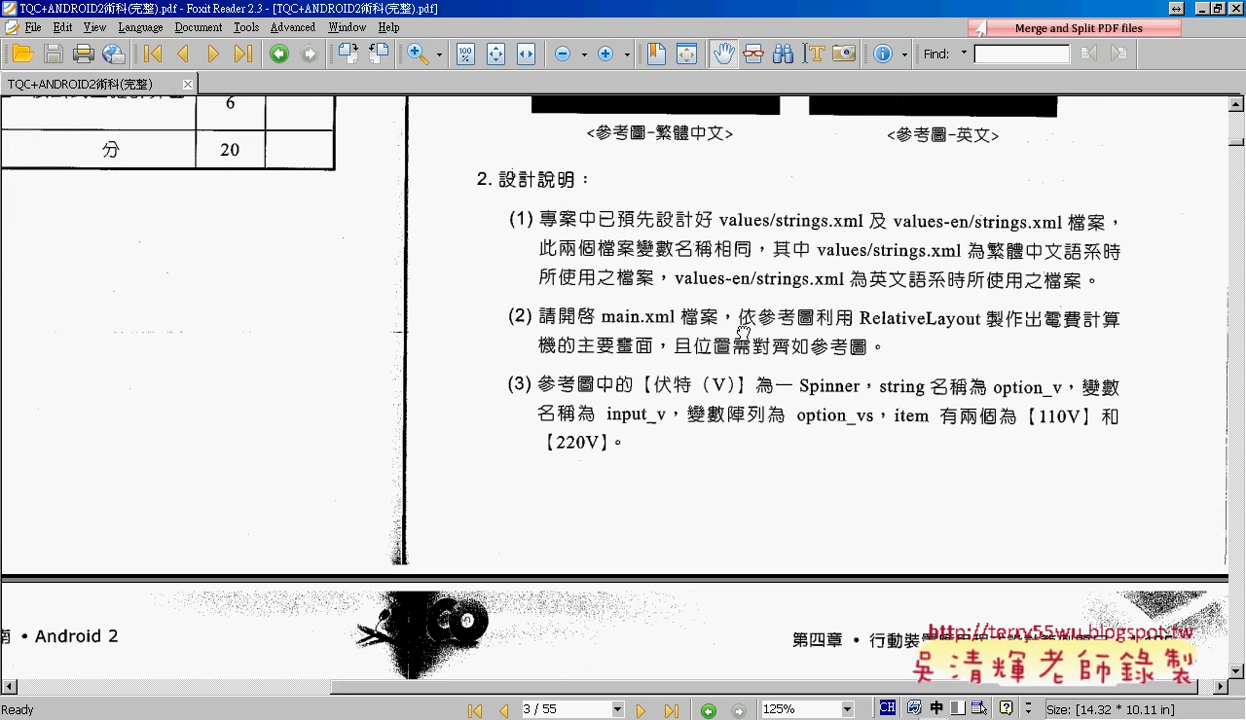 TQC+ANDROID2術科(完整).pdf - Foxit Reader 2.3 - [TQC+ANDROID2術科(完整).pdf]
File Edit View Language Document Tools Advanced Window Help
Merge and Split PDF files
Find:
TQC+ANDROID2術科(完整)
6
分 20
<參考圖-繁體中文> <參考圖-英文>
2. 設計說明：
(1) 專案中已預先設計好 values/strings.xml 及 values-en/strings.xml 檔案，
此兩個檔案變數名稱相同，其中 values/strings.xml 為繁體中文語系時
所使用之檔案，values-en/strings.xml 為英文語系時所使用之檔案。
(2) 請開啓 main.xml 檔案，依參考圖利用 RelativeLayout 製作出電費計算
機的主要畫面，且位置需對齊如參考圖。
(3) 參考圖中的【伏特（V）】為一 Spinner，string 名稱為 option_v，變數
名稱為 input_v，變數陣列為 option_vs，item 有兩個為【110V】和
【220V】。
• Android 2
第四章 • 行動裝
http://terry55wu.blogspot.tw
吳清輝老師錄製
Ready
3 / 55
125%
CH
中
Size: [14.32 * 10.11 in]